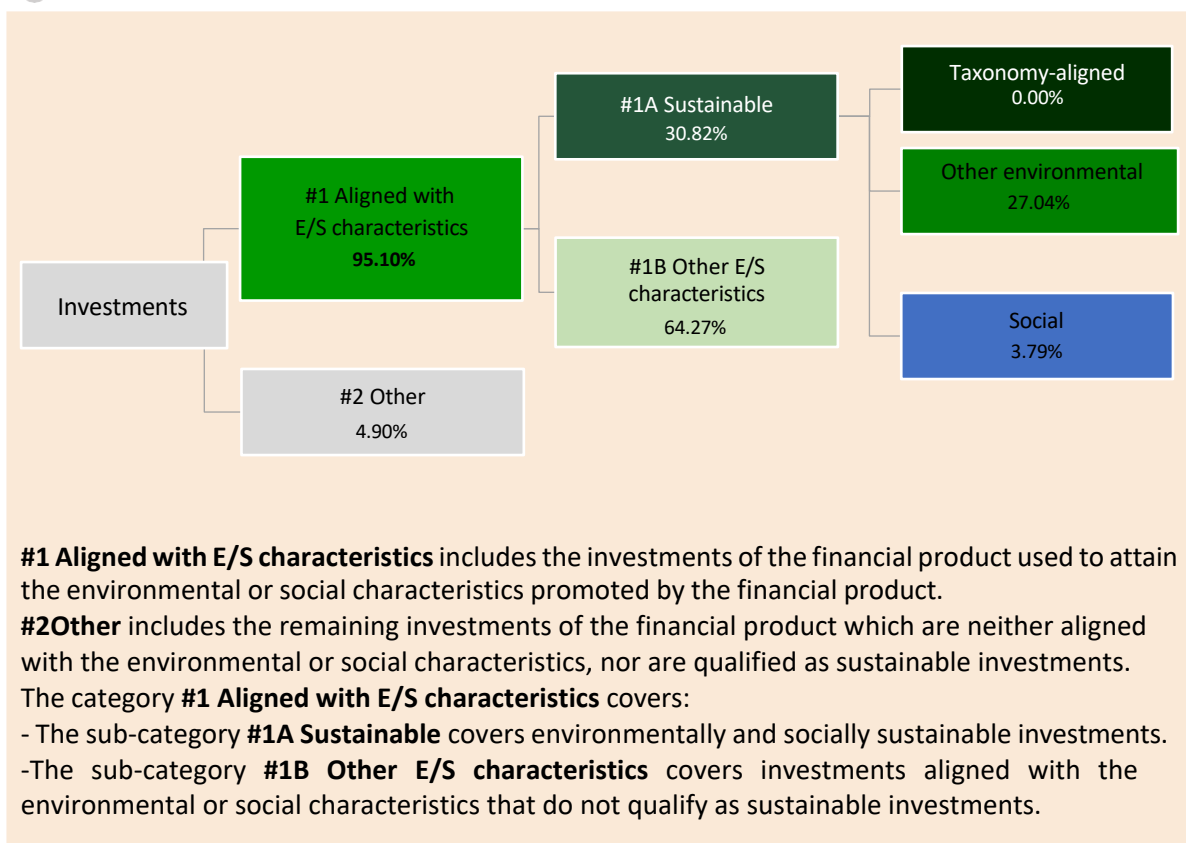 Investments
#1 Aligned with
E/S characteristics
95.10%
#2 Other
4.90%
#1A Sustainable
30.82%
#1B Other E/S
characteristics
64.27%
Taxonomy-aligned
0.00%
Other environmental
27.04%
Social
3.79%
#1 Aligned with E/S characteristics includes the investments of the financial product used to attain
the environmental or social characteristics promoted by the financial product.
#2Other includes the remaining investments of the financial product which are neither aligned
with the environmental or social characteristics, nor are qualified as sustainable investments.
The category #1 Aligned with E/S characteristics covers:
- The sub-category #1A Sustainable covers environmentally and socially sustainable investments.
-The sub-category #1B Other E/S characteristics covers investments aligned with the
environmental or social characteristics that do not qualify as sustainable investments.